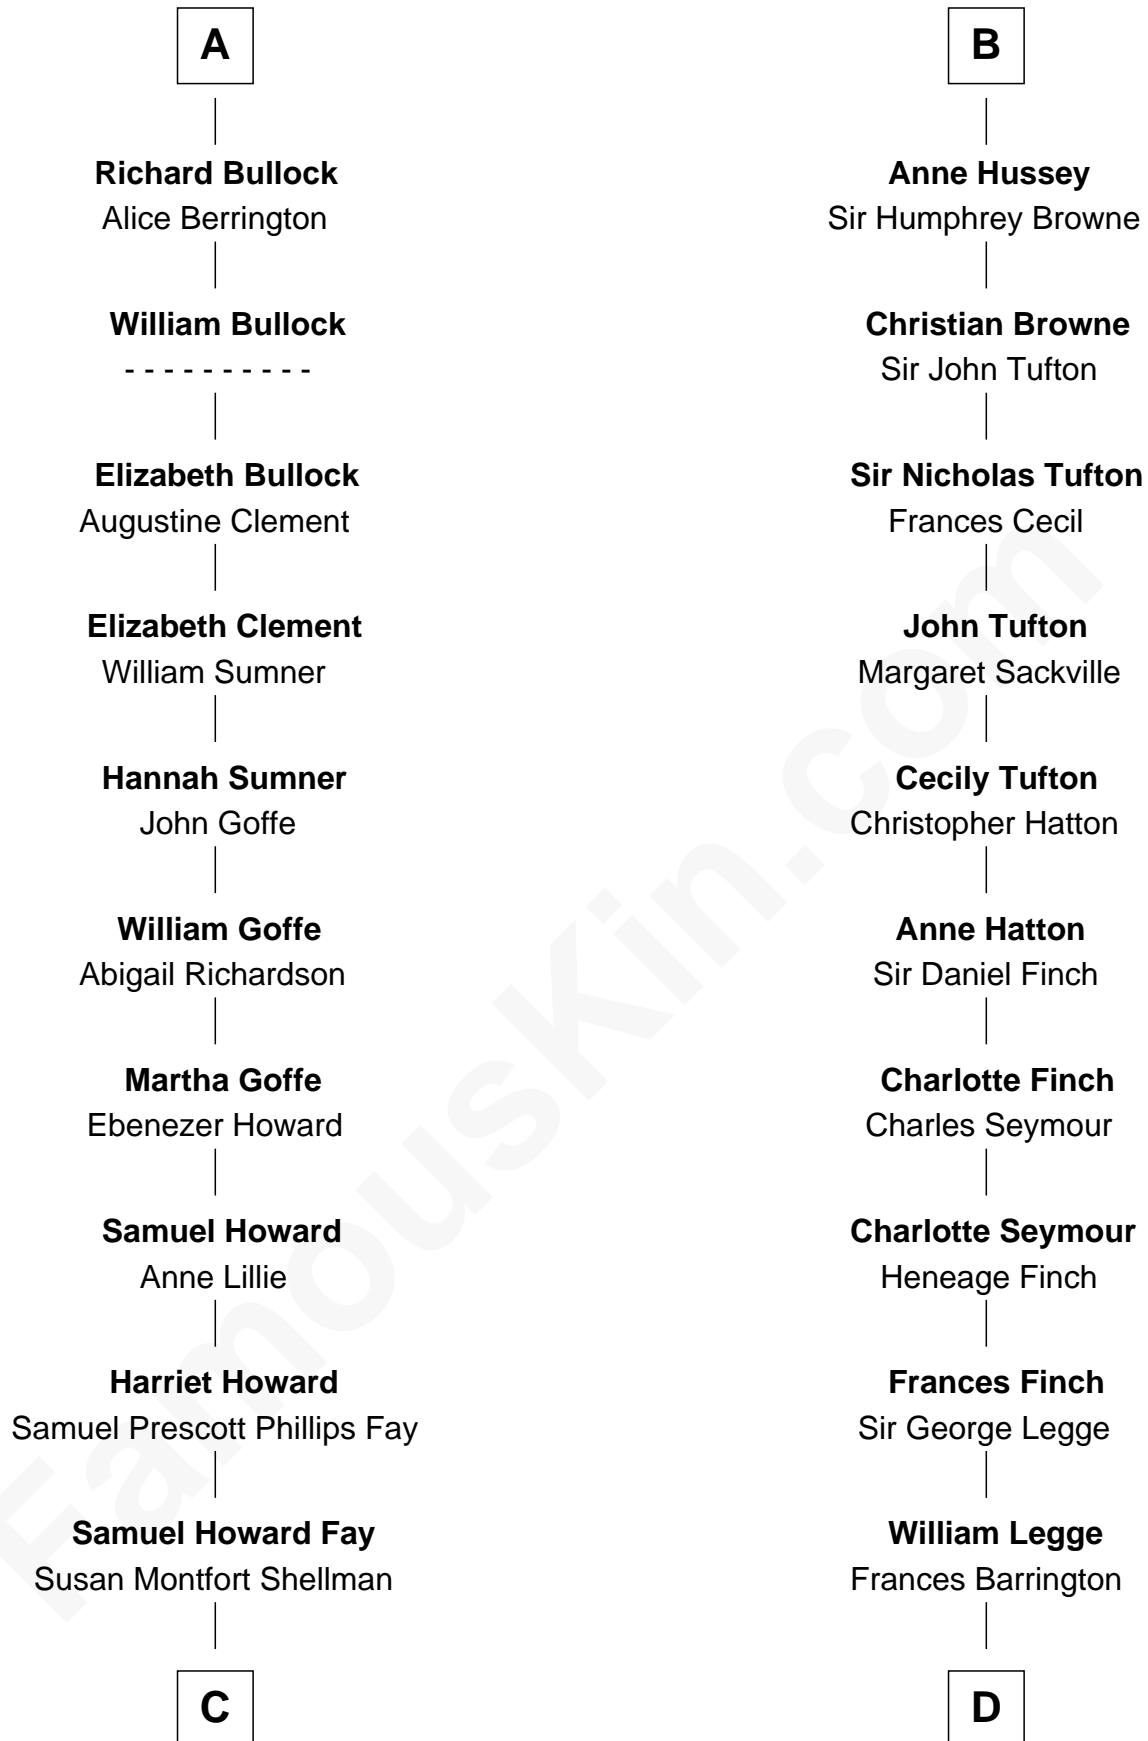 A
Richard Bullock
Alice Berrington
William Bullock
- - - - - - - - - -
Elizabeth Bullock
Augustine Clement
Elizabeth Clement
William Sumner
Hannah Sumner
John Goffe
William Goffe
Abigail Richardson
Martha Goffe
Ebenezer Howard
Samuel Howard
Anne Lillie
Harriet Howard
Samuel Prescott Phillips Fay
Samuel Howard Fay
Susan Montfort Shellman
C
B
Anne Hussey
Sir Humphrey Browne
Christian Browne
Sir John Tufton
Sir Nicholas Tufton
Frances Cecil
John Tufton
Margaret Sackville
Cecily Tufton
Christopher Hatton
Anne Hatton
Sir Daniel Finch
Charlotte Finch
Charles Seymour
Charlotte Seymour
Heneage Finch
Frances Finch
Sir George Legge
William Legge
Frances Barrington
D
FamousKin.com